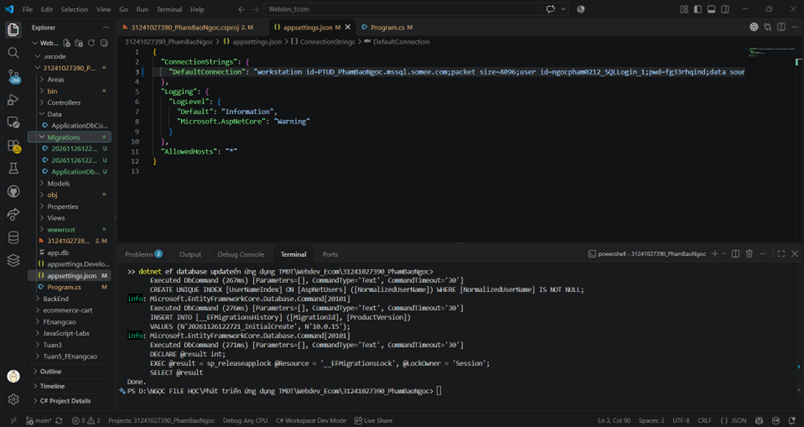 File Edit Selection View Go Run Terminal Help
Webdev_Ecom
Explorer
31241027390_PhamBaoNgoc.csproj 2, M
appsettings.json M
Program.cs M
31241027390_PhamBaoNgoc > appsettings.json > ConnectionStrings > DefaultConnection
.vscode
31241027390_P...
Areas
bin
Controllers
Data
ApplicationDbCo...
Migrations
20261126122... U
20261126122... U
ApplicationDb... U
Models
obj
Properties
Views
wwwroot
3124102739... 2, M
app.db
appsettings.Develo...
appsettings.json M
Program.cs M
BackEnd
ecommerce-cart
FEnangcao
JavaScript-Labs
Tuan3
Tuan5_FEnangcao
Outline
Timeline
C# Project Details
1 {
2 "ConnectionStrings": {
3 "DefaultConnection": "workstation id=PTUD_PhamBaoNgoc.mssql.somee.com;packet size=4096;user id=ngocpham0212_SQLLogin_1;pwd=fg33rhqind;data sour
4 },
5 "Logging": {
6 "LogLevel": {
7 "Default": "Information",
8 "Microsoft.AspNetCore": "Warning"
9 }
10 },
11 "AllowedHosts": "*"
12 }
13
Problems 2 Output Debug Console Terminal Ports
powershell - 31241027390_PhamBaoNgoc
>> dotnet ef database updateển ứng dụng TMĐT\Webdev_Ecom\31241027390_PhamBaoNgoc>
Executed DbCommand (267ms) [Parameters=[], CommandType='Text', CommandTimeout='30']
CREATE UNIQUE INDEX [UserNameIndex] ON [AspNetUsers] ([NormalizedUserName]) WHERE [NormalizedUserName] IS NOT NULL;
info: Microsoft.EntityFrameworkCore.Database.Command[20101]
Executed DbCommand (276ms) [Parameters=[], CommandType='Text', CommandTimeout='30']
INSERT INTO [__EFMigrationsHistory] ([MigrationId], [ProductVersion])
VALUES (N'20261126122721_InitialCreate', N'10.0.15');
info: Microsoft.EntityFrameworkCore.Database.Command[20101]
Executed DbCommand (271ms) [Parameters=[], CommandType='Text', CommandTimeout='30']
DECLARE @result int;
EXEC @result = sp_releaseapplock @Resource = '__EFMigrationsLock', @LockOwner = 'Session';
SELECT @result
Done.
PS D:\NGỌC FILE HỌC\Phát triển ứng dụng TMĐT\Webdev_Ecom\31241027390_PhamBaoNgoc>
main* 0 2 Projects: 31241027390_PhamBaoNgoc Debug Any CPU C# Workspace Dev Mode Live Share
Ln 3, Col 90 Spaces: 2 UTF-8 CRLF {} JSON